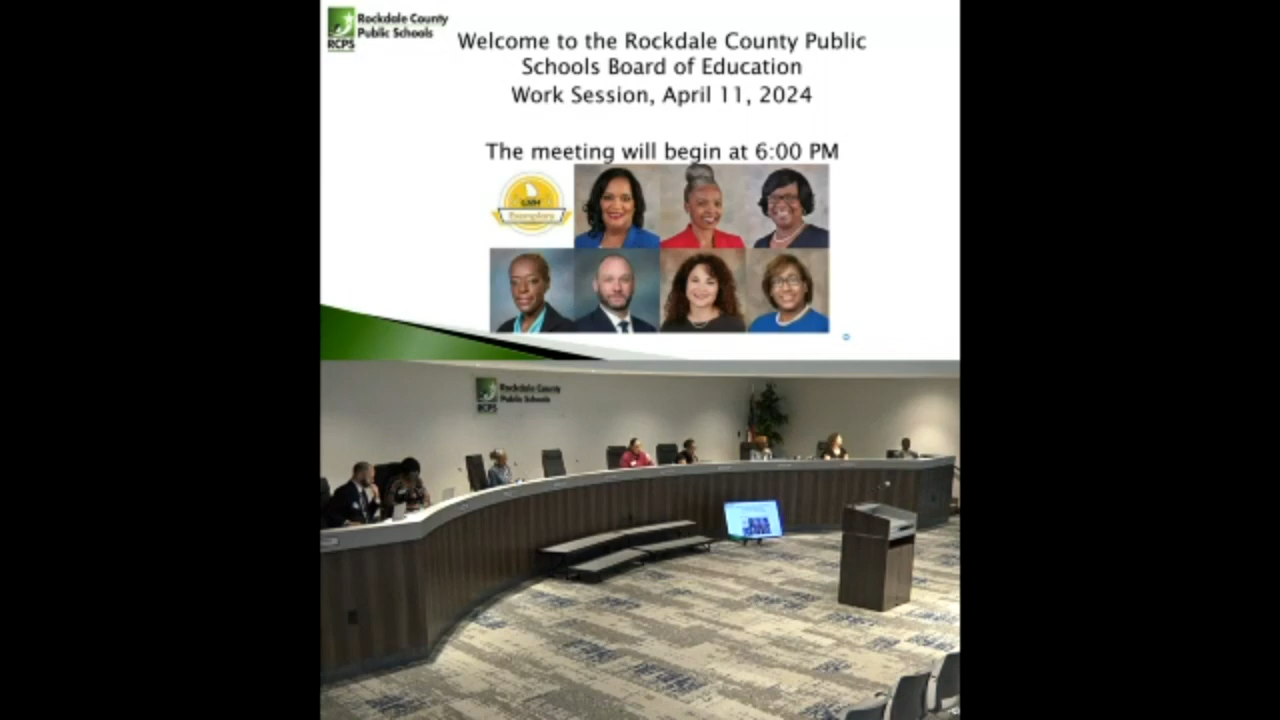 Rockdale County
Public Schools
RCPS
Welcome to the Rockdale County Public
Schools Board of Education
Work Session, April 11, 2024
The meeting will begin at 6:00 PM
Exemplary
Rockdale County
Public Schools
RCPS